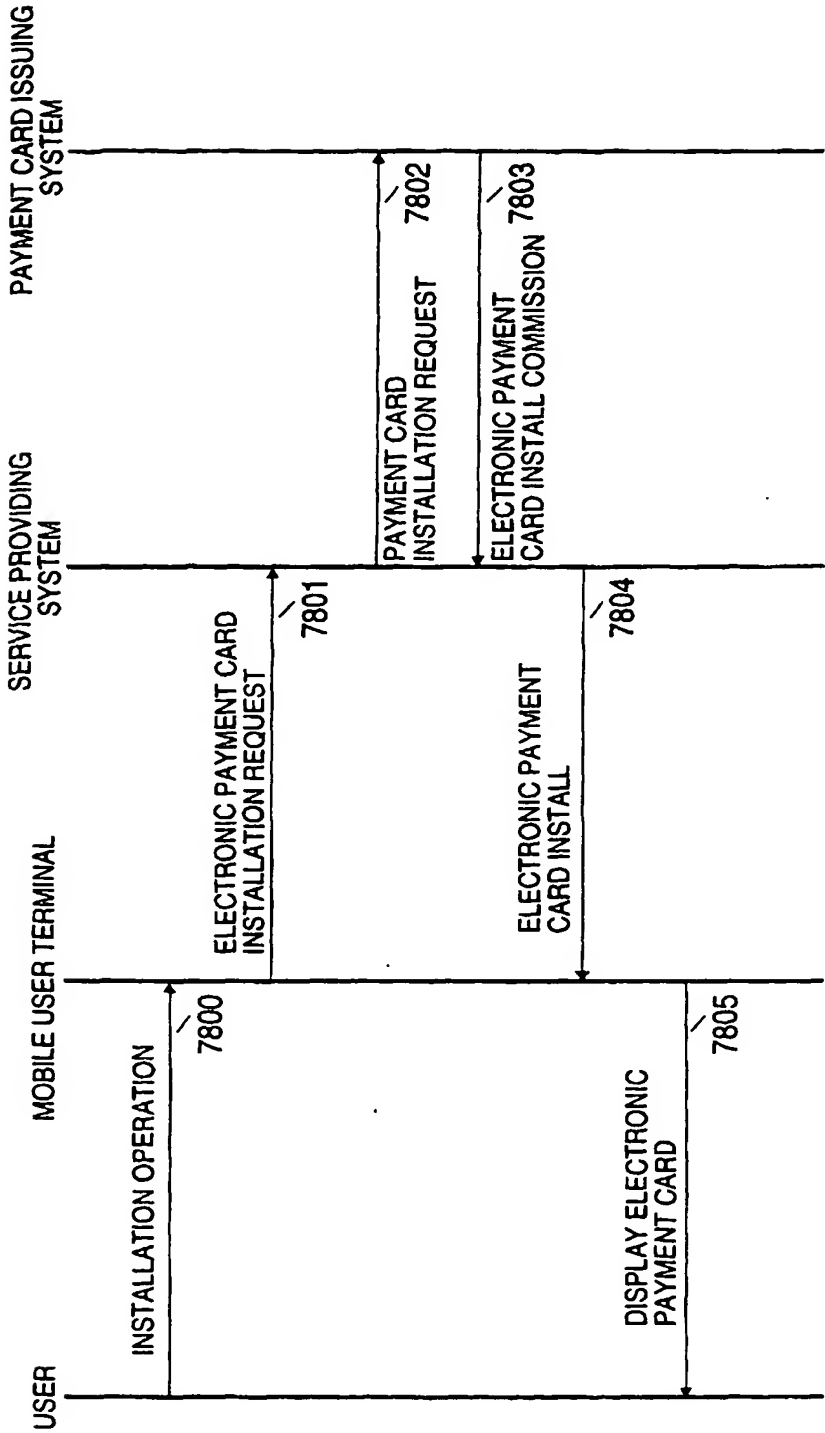 USER
MOBILE USER TERMINAL
SERVICE PROVIDING
SYSTEM
PAYMENT CARD ISSUING
SYSTEM
INSTALLATION OPERATION
7800
ELECTRONIC PAYMENT CARD
INSTALLATION REQUEST
7801
PAYMENT CARD
INSTALLATION REQUEST
7802
ELECTRONIC PAYMENT
CARD INSTALL COMMISSION
7803
ELECTRONIC PAYMENT
CARD INSTALL
7804
DISPLAY ELECTRONIC
PAYMENT CARD
7805